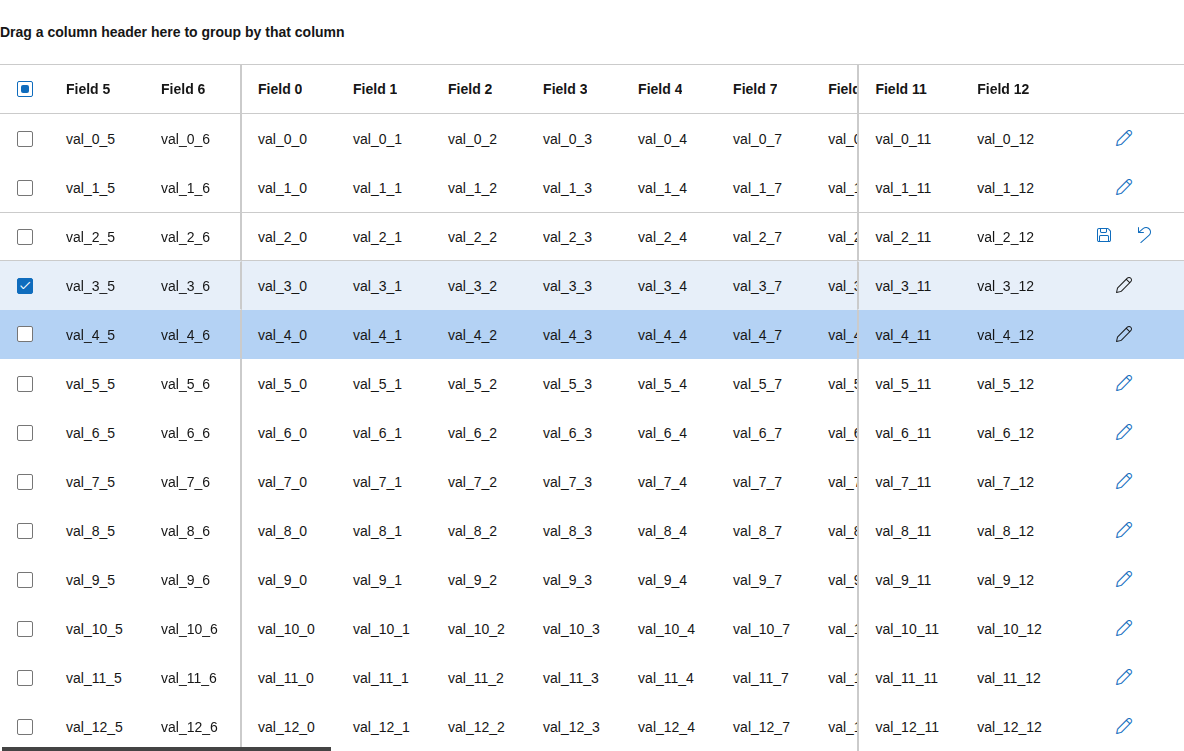 Drag a column header here to group by that column
Field 5 Field 6 Field 0 Field 1 Field 2 Field 3 Field 4 Field 7 Field 11 Field 12
val_0_5 val_0_6 val_0_0 val_0_1 val_0_2 val_0_3 val_0_4 val_0_7 val_0_11 val_0_12
val_1_5 val_1_6 val_1_0 val_1_1 val_1_2 val_1_3 val_1_4 val_1_7 val_1_11 val_1_12
val_2_5 val_2_6 val_2_0 val_2_1 val_2_2 val_2_3 val_2_4 val_2_7 val_2_11 val_2_12
val_3_5 val_3_6 val_3_0 val_3_1 val_3_2 val_3_3 val_3_4 val_3_7 val_3_11 val_3_12
val_4_5 val_4_6 val_4_0 val_4_1 val_4_2 val_4_3 val_4_4 val_4_7 val_4_11 val_4_12
val_5_5 val_5_6 val_5_0 val_5_1 val_5_2 val_5_3 val_5_4 val_5_7 val_5_11 val_5_12
val_6_5 val_6_6 val_6_0 val_6_1 val_6_2 val_6_3 val_6_4 val_6_7 val_6_11 val_6_12
val_7_5 val_7_6 val_7_0 val_7_1 val_7_2 val_7_3 val_7_4 val_7_7 val_7_11 val_7_12
val_8_5 val_8_6 val_8_0 val_8_1 val_8_2 val_8_3 val_8_4 val_8_7 val_8_11 val_8_12
val_9_5 val_9_6 val_9_0 val_9_1 val_9_2 val_9_3 val_9_4 val_9_7 val_9_11 val_9_12
val_10_5 val_10_6 val_10_0 val_10_1 val_10_2 val_10_3 val_10_4 val_10_7 val_10_11 val_10_12
val_11_5 val_11_6 val_11_0 val_11_1 val_11_2 val_11_3 val_11_4 val_11_7 val_11_11 val_11_12
val_12_5 val_12_6 val_12_0 val_12_1 val_12_2 val_12_3 val_12_4 val_12_7 val_12_11 val_12_12